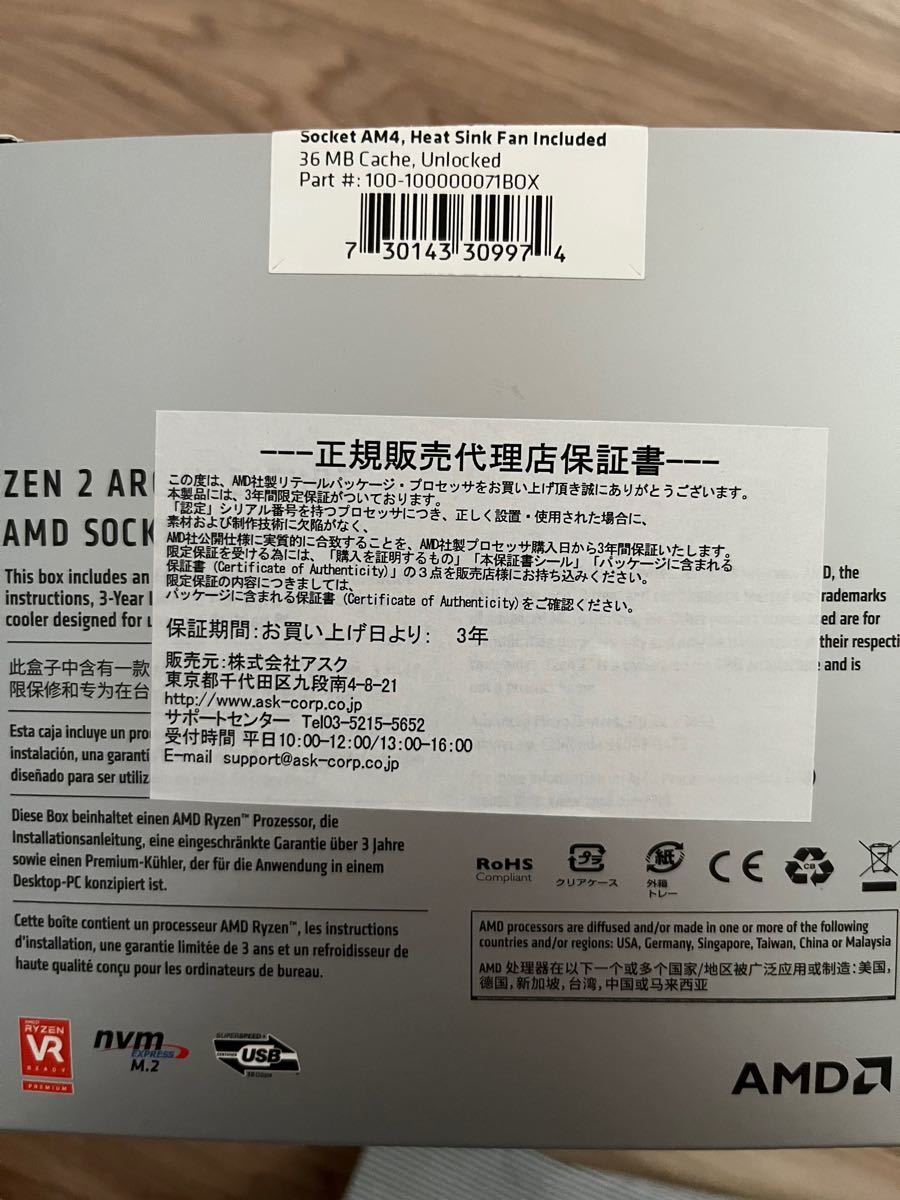 Socket AM4, Heat Sink Fan Included
36 MB Cache, Unlocked
Part #: 100-100000071BOX
7 30143 30997 4
---正規販売代理店保証書---
この度は、AMD社製リテールパッケージ・プロセッサをお買い上げ頂き誠にありがとうございます。
本製品には、3年間限定保証がついております。
「認定」シリアル番号を持つプロセッサにつき、正しく設置・使用された場合に、
素材および制作技術に欠陥がなく、
AMD社公開仕様に実質的に合致することを、AMD社製プロセッサ購入日から3年間保証いたします。
限定保証を受ける為には、「購入を証明するもの」「本保証書シール」「パッケージに含まれる
保証書(Certificate of Authenticity)」の3点を販売店様にお持ち込みください。
限定保証の内容につきましては、
パッケージに含まれる保証書(Certificate of Authenticity)をご確認ください。
保証期間:お買い上げ日より: 3年
販売元:株式会社アスク
東京都千代田区九段南4-8-21
http://www.ask-corp.co.jp
サポートセンター Tel03-5215-5652
受付時間 平日10:00-12:00/13:00-16:00
E-mail support@ask-corp.co.jp
ZEN 2 AR
AMD SOCK
This box includes an
instructions, 3-Year
cooler designed for
此盒子中含有一款
限保修和专为在台
Esta caja incluye un pro
instalación, una garantí
diseñado para ser utiliz
Diese Box beinhaltet einen AMD Ryzen™ Prozessor, die
Installationsanleitung, eine eingeschränkte Garantie über 3 Jahre
sowie einen Premium-Kühler, der für die Anwendung in einem
Desktop-PC konzipiert ist.
Cette boîte contient un processeur AMD Ryzen™, les instructions
d'installation, une garantie limitée de 3 ans et un refroidisseur de
haute qualité conçu pour les ordinateurs de bureau.
D, the
rademarks
ed are for
their respecti
and is
RoHS
Compliant
プラ
クリアケース
紙
外箱
トレー
CE
CB
AMD processors are diffused and/or made in one or more of the following
countries and/or regions: USA, Germany, Singapore, Taiwan, China or Malaysia
AMD 处理器在以下一个或多个国家/地区被广泛应用或制造:美国,
德国,新加坡,台湾,中国或马来西亚
AMD
RYZEN
VR
READY
PREMIUM
nvm
EXPRESS
M.2
SUPERSPEED+
CERTIFIED USB
10Gbps
AMD